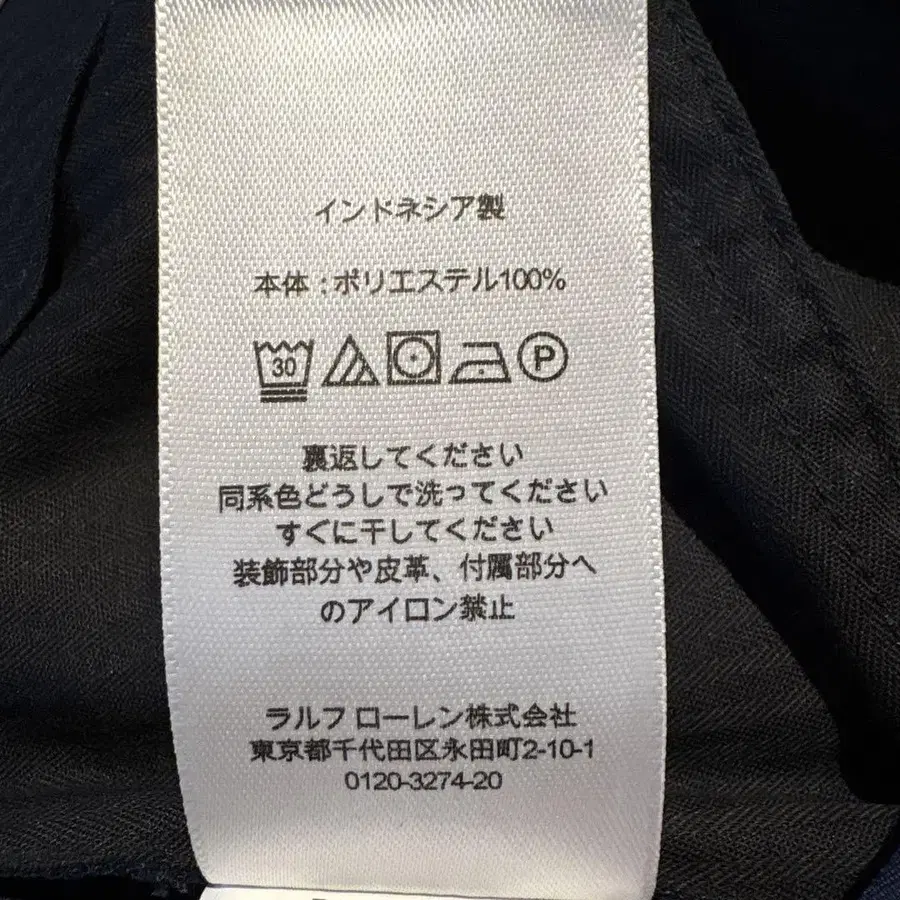 インドネシア製
本体：ポリエステル100%
30 P
裏返してください
同系色どうしで洗ってください
すぐに干してください
装飾部分や皮革、付属部分へ
のアイロン禁止
ラルフ ローレン株式会社
東京都千代田区永田町2-10-1
0120-3274-20